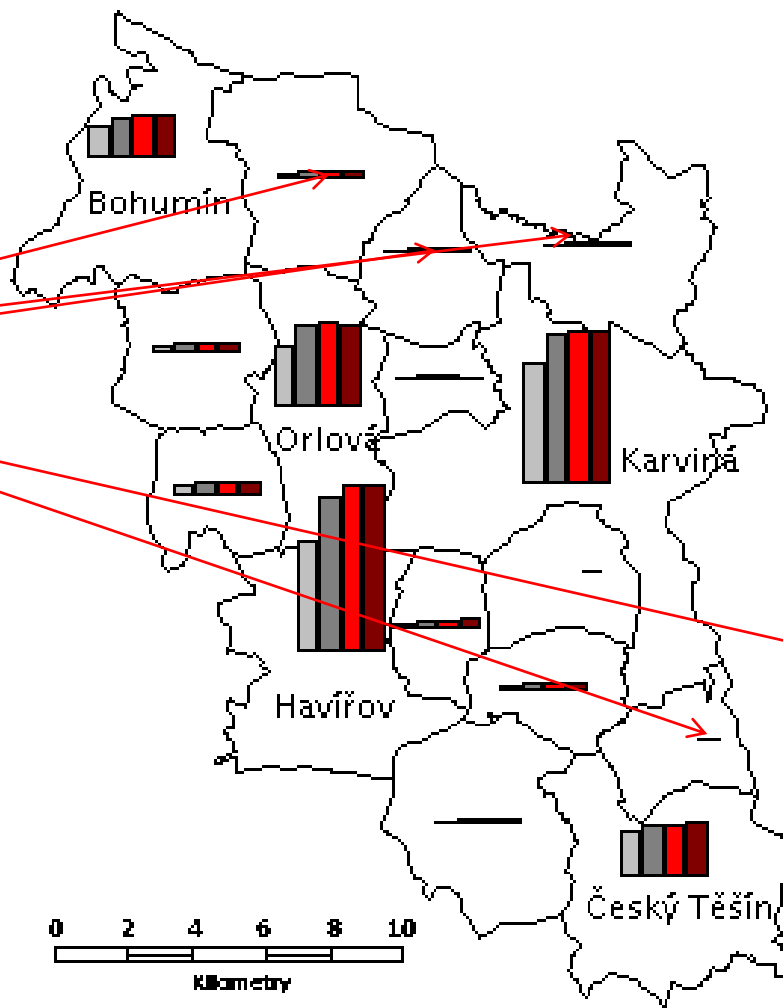 Bohumín
Orlová
Karviná
Havířov
Český Těšín
0 2 4 6 8 10
Kilometry